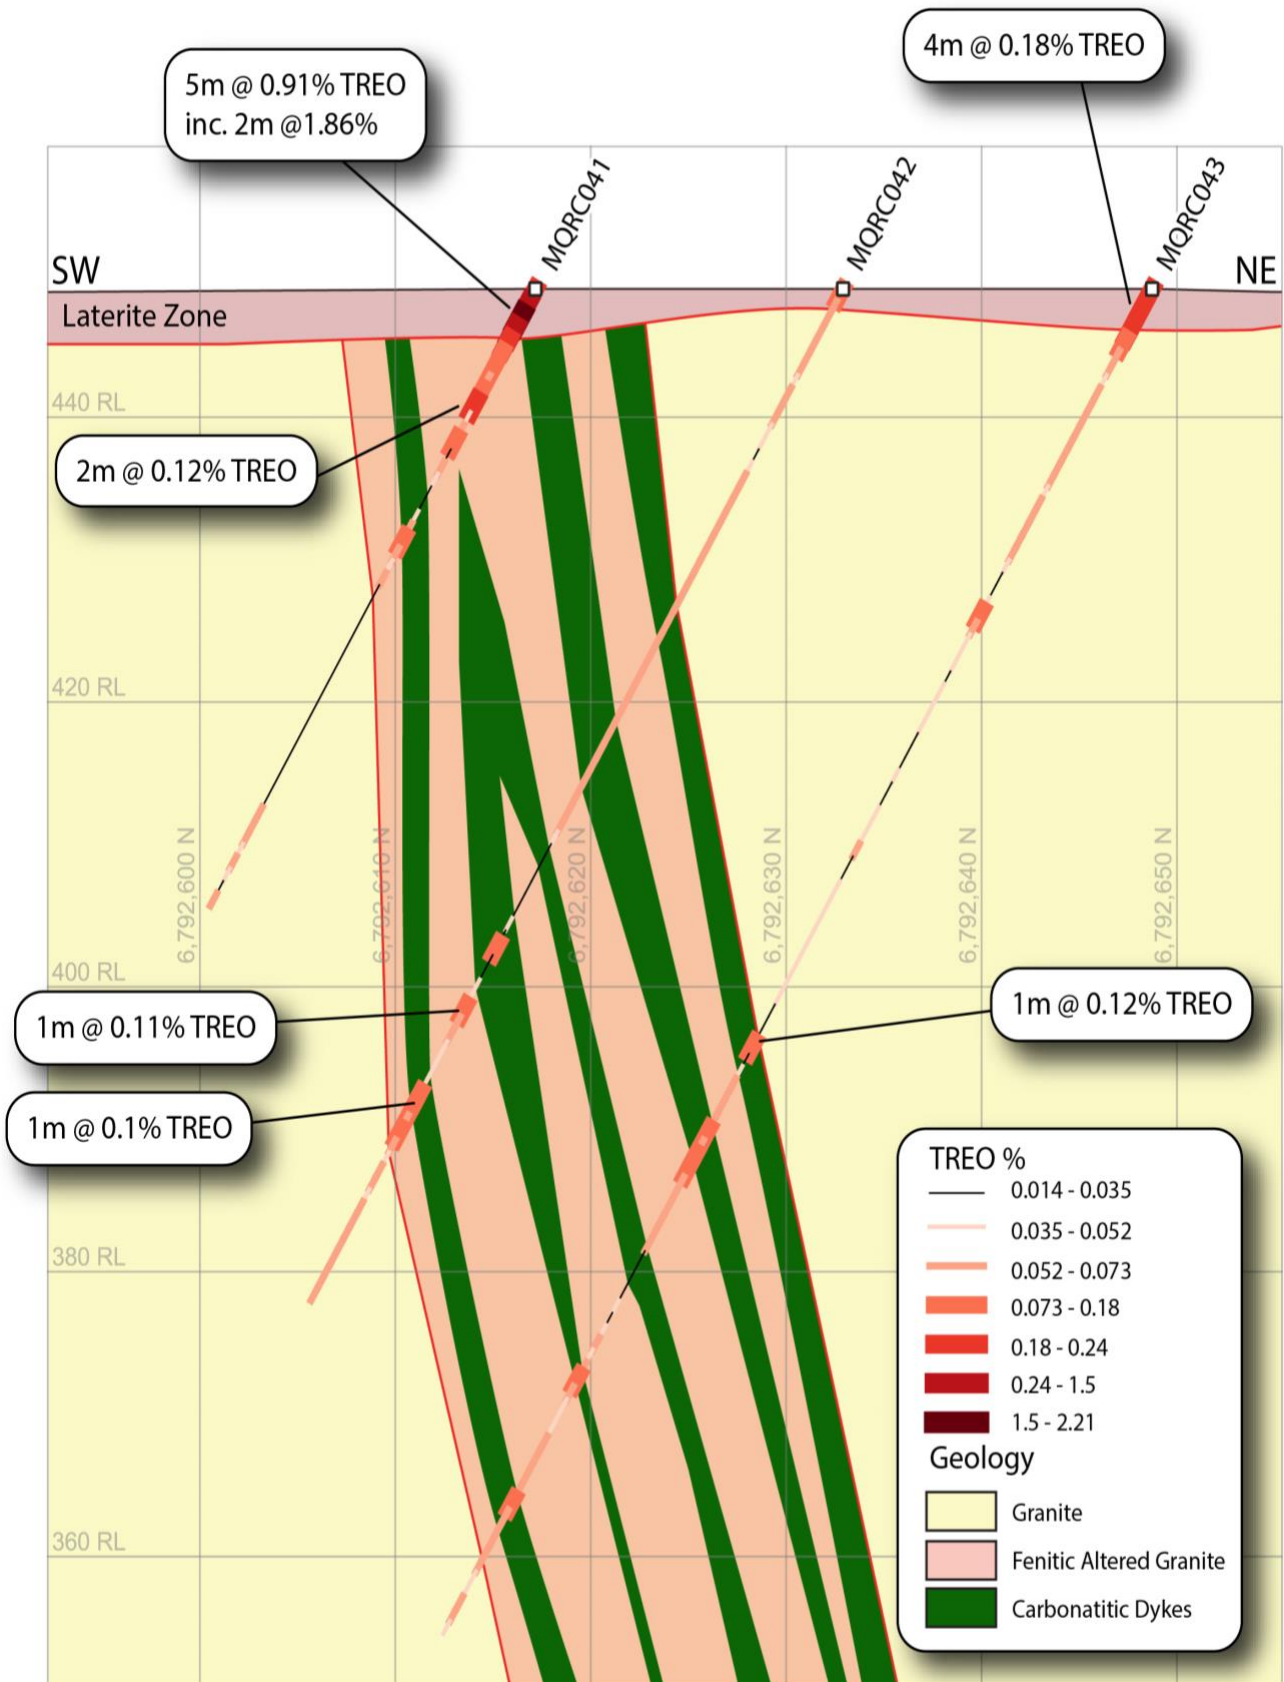 4m @ 0.18% TREO
5m @ 0.91% TREO
inc. 2m @1.86%
MQRC041
MQRC042
MQRC043
SW
NE
Laterite Zone
440 RL
2m @ 0.12% TREO
420 RL
6,792,600 N
6,792,610 N
6,792,620 N
6,792,630 N
6,792,640 N
6,792,650 N
400 RL
1m @ 0.11% TREO
1m @ 0.12% TREO
1m @ 0.1% TREO
380 RL
360 RL
TREO %
0.014 - 0.035
0.035 - 0.052
0.052 - 0.073
0.073 - 0.18
0.18 - 0.24
0.24 - 1.5
1.5 - 2.21
Geology
Granite
Fenitic Altered Granite
Carbonatitic Dykes